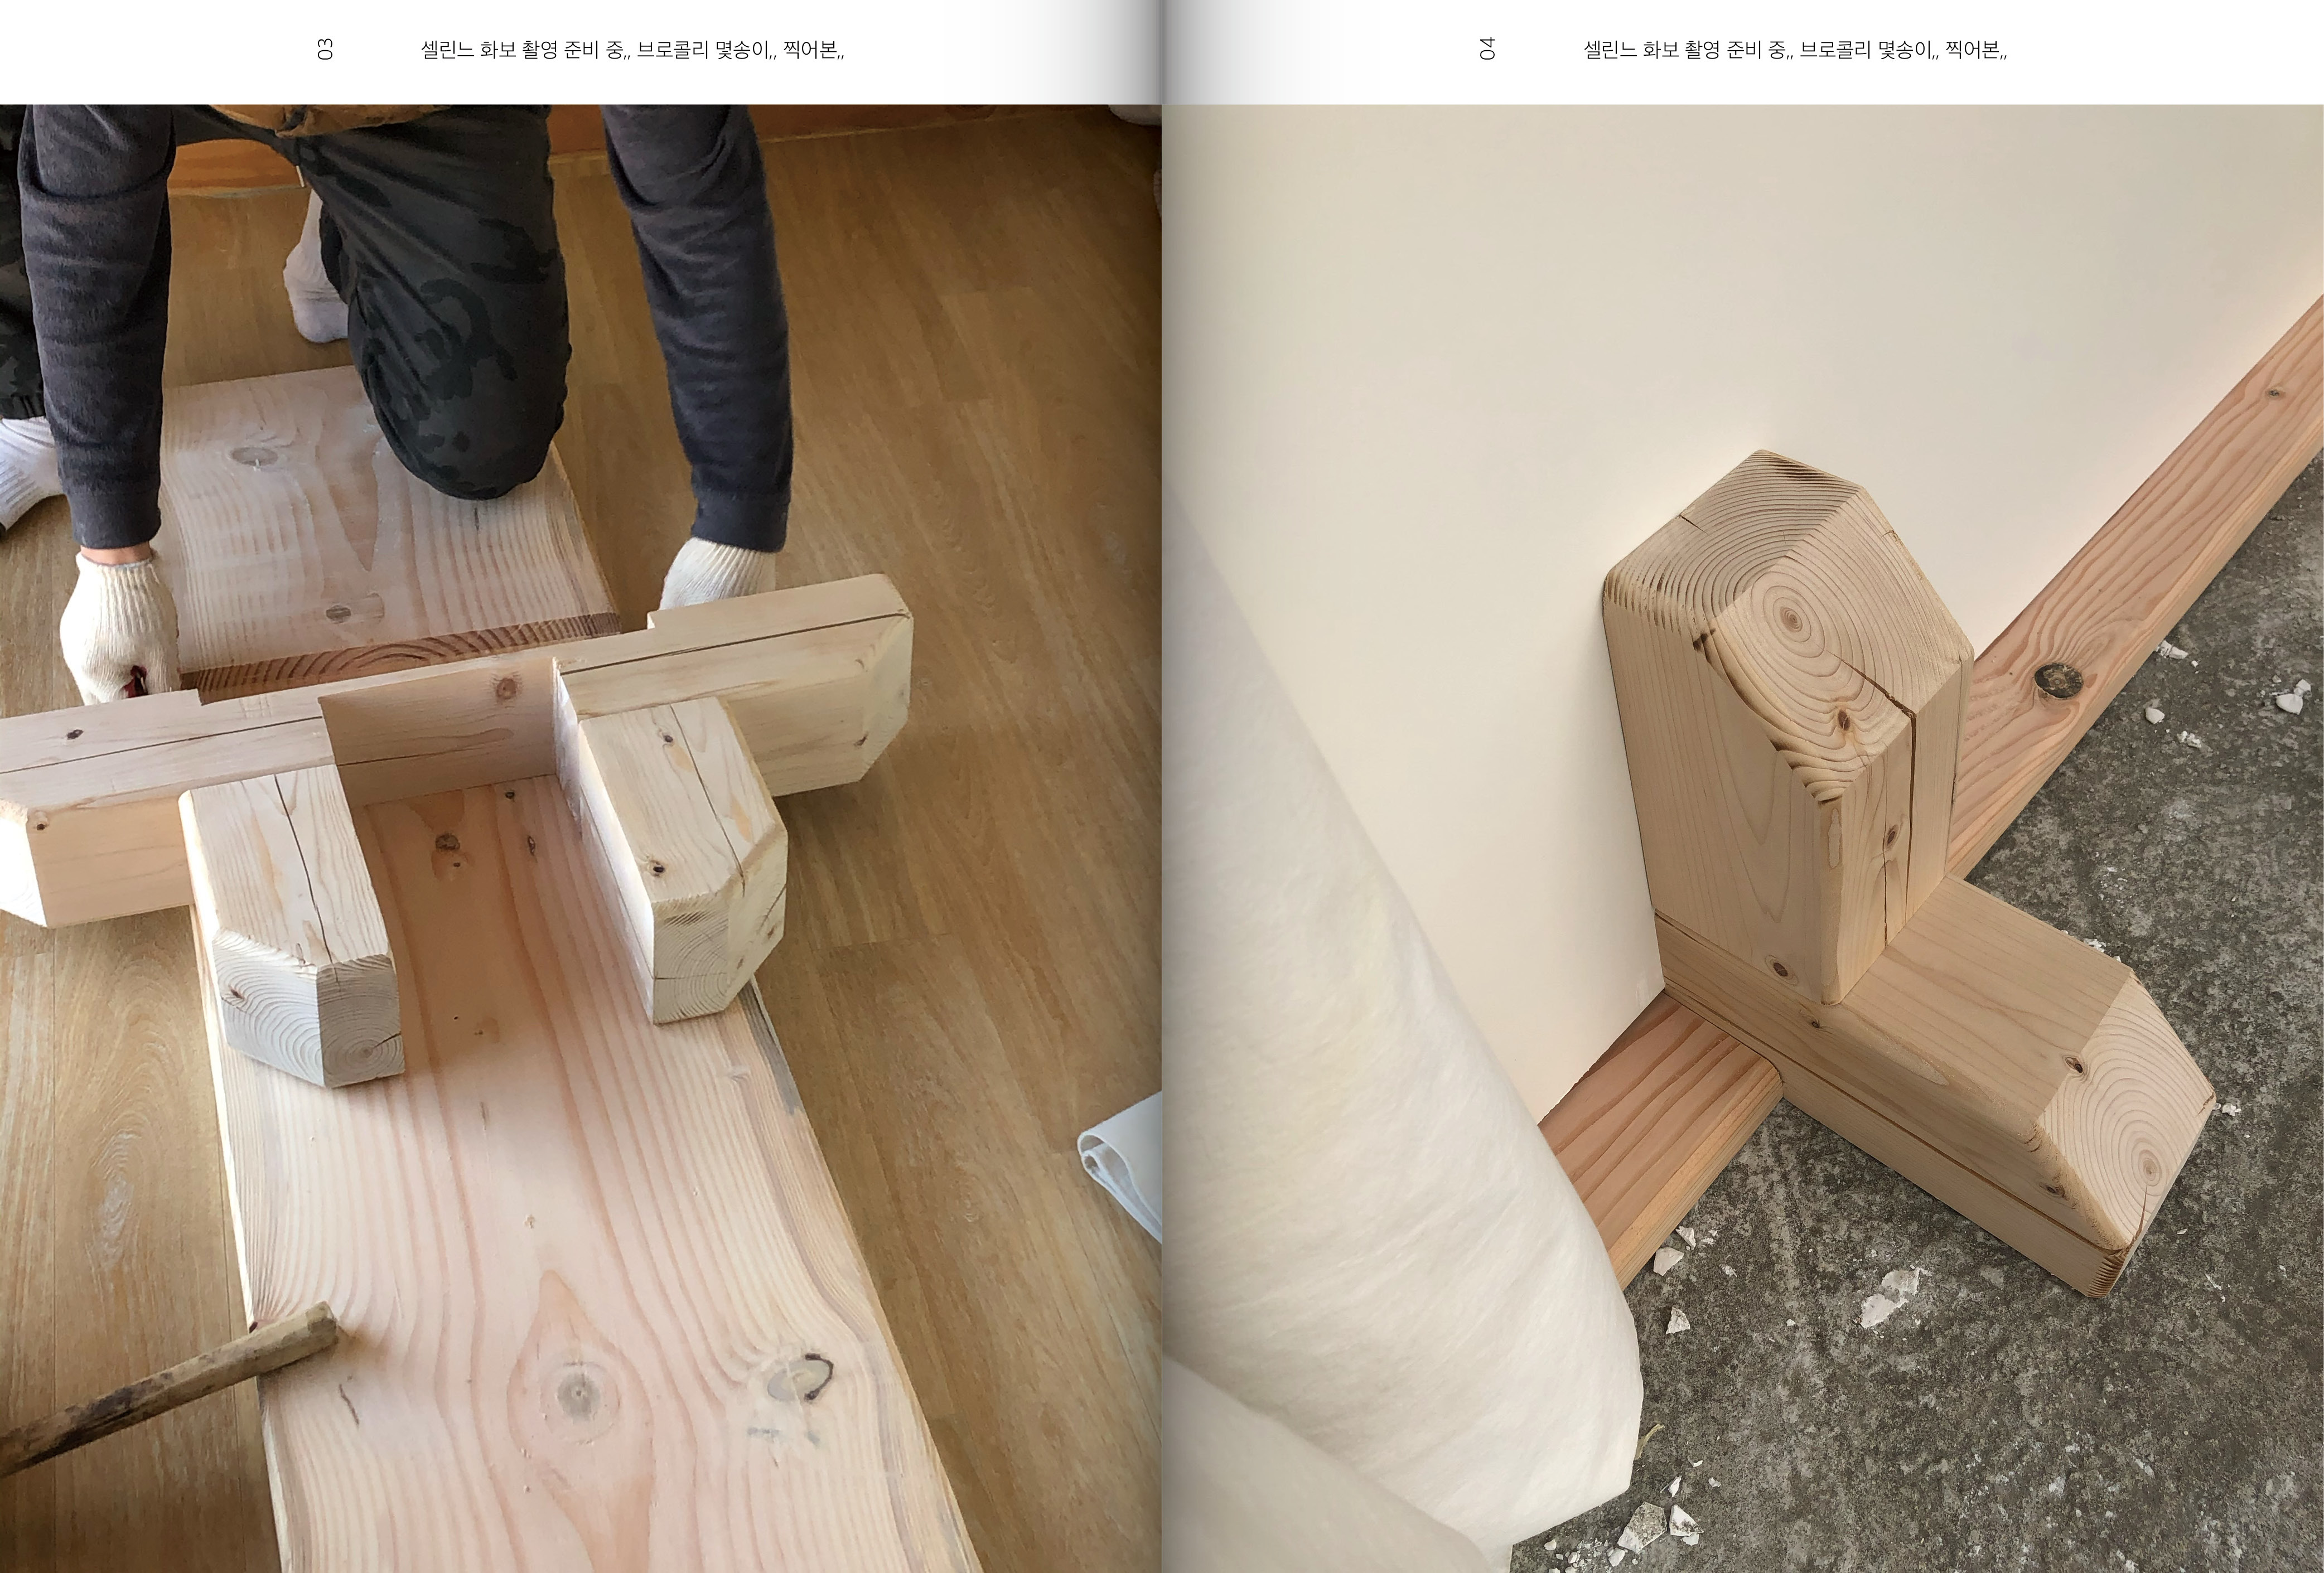 03
셀린느 화보 촬영 준비 중,, 브로콜리 몇송이,, 찍어본,,
04
셀린느 화보 촬영 준비 중,, 브로콜리 몇송이,, 찍어본,,